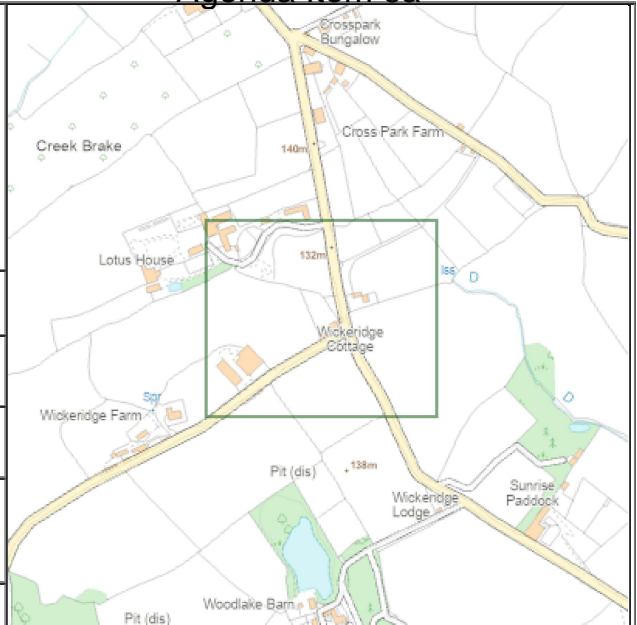 Crosspark
Bungalow
Cross Park Farm
140m
Creek Brake
132m
Lotus House
Iss
D
Wickeridge
Cottage
Spr
D
Wickeridge Farm
Pit (dis)
138m
Wickeridge
Lodge
Sunrise
Paddock
Woodlake Barn
Pit (dis)